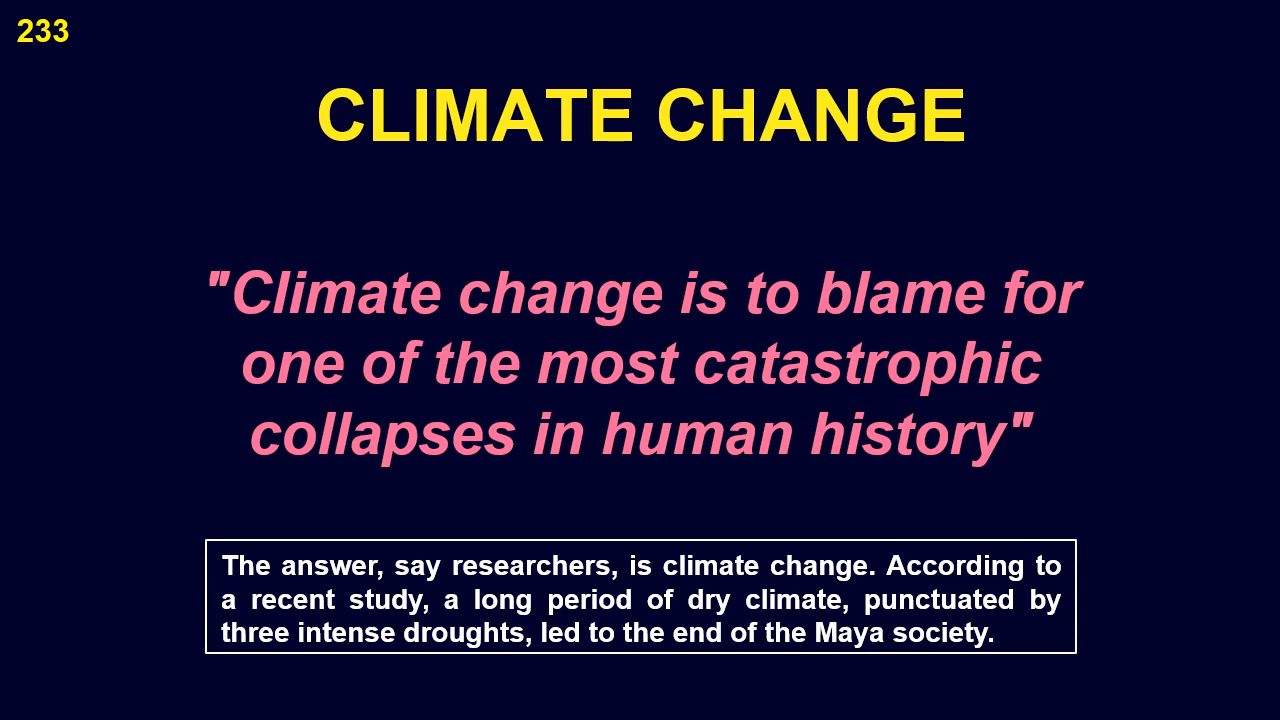 233
CLIMATE CHANGE
"Climate change is to blame for
one of the most catastrophic
collapses in human history"
The answer, say researchers, is climate change. According to
a recent study, a long period of dry climate, punctuated by
three intense droughts, led to the end of the Maya society.